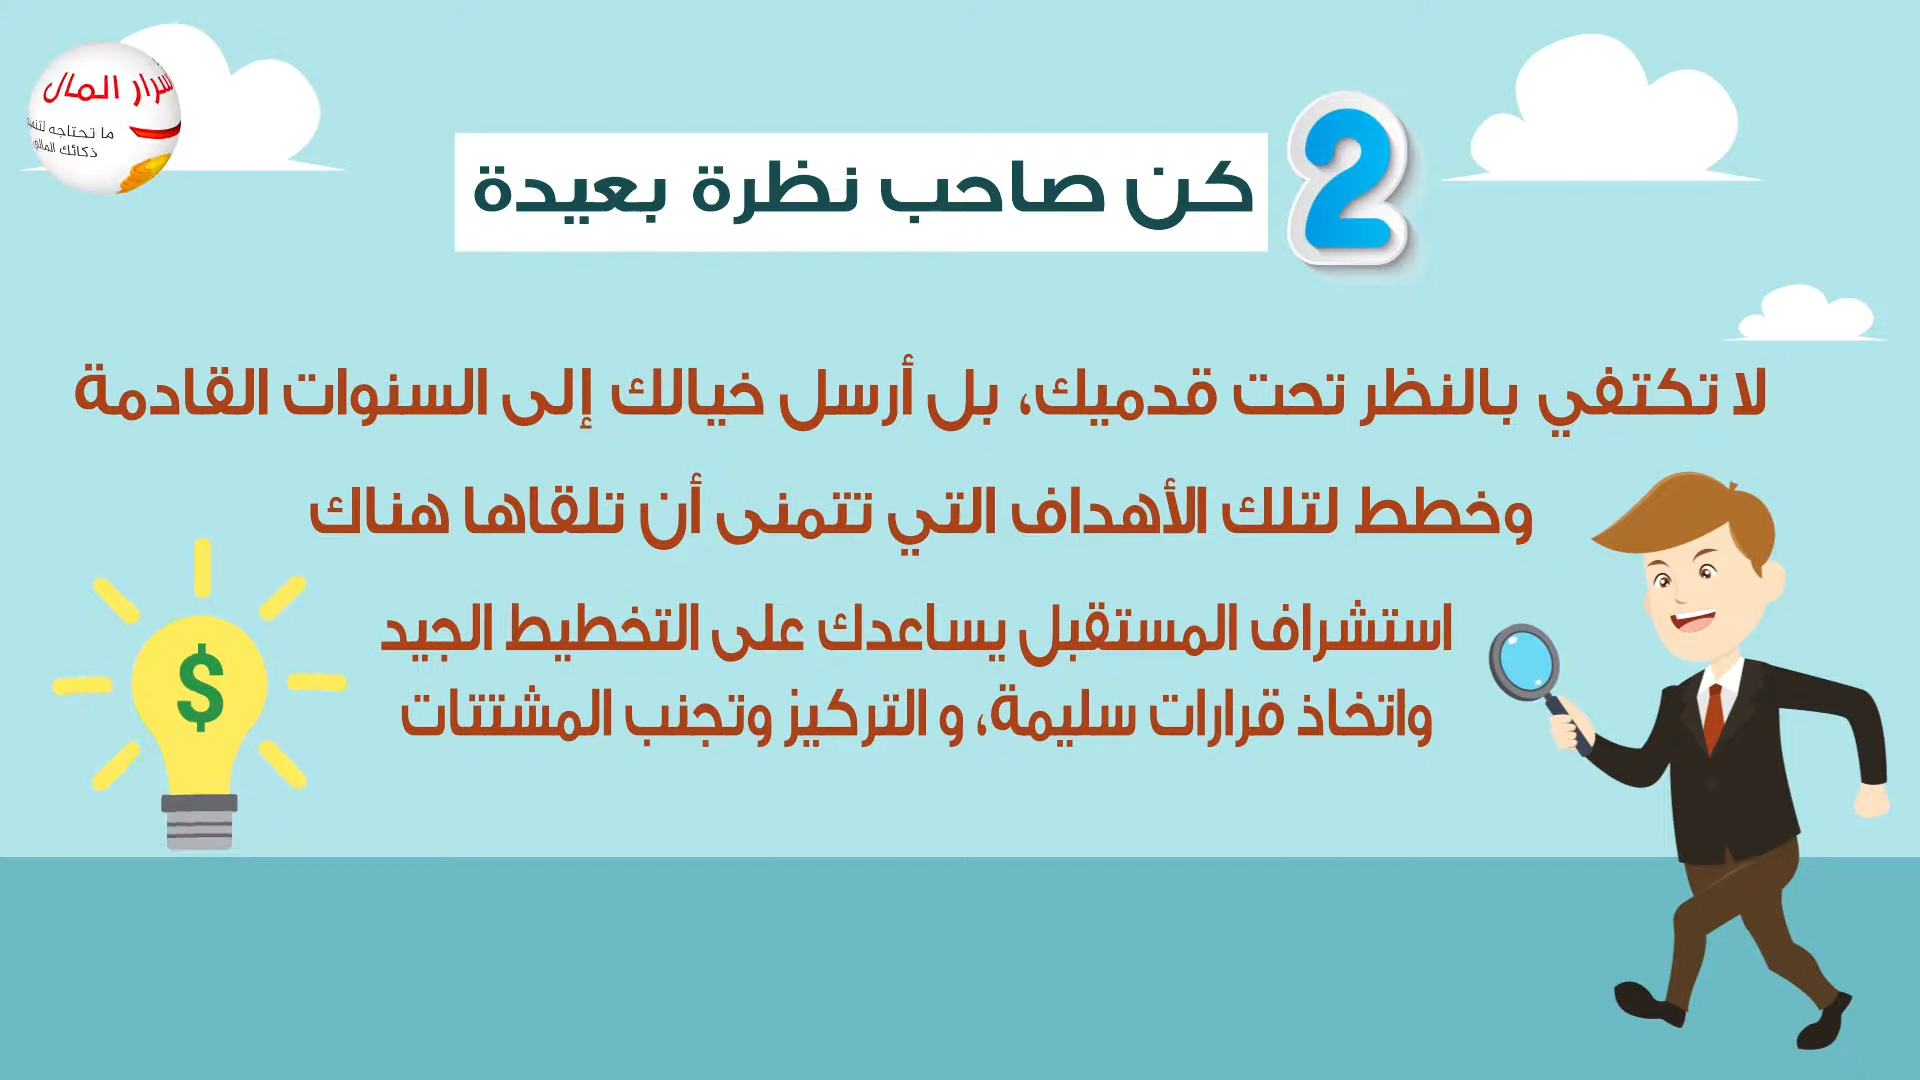 سرار المال
ما تحتاجه
ذكائك المالي
2
كن صاحب نظرة بعيدة
لا تكتفي بالنظر تحت قدميك، بل أرسل خيالك إلى السنوات القادمة
وخطط لتلك الأهداف التي تتمنى أن تلقاها هناك
استشراف المستقبل يساعدك على التخطيط الجيد
واتخاذ قرارات سليمة، و التركيز وتجنب المشتتات
$